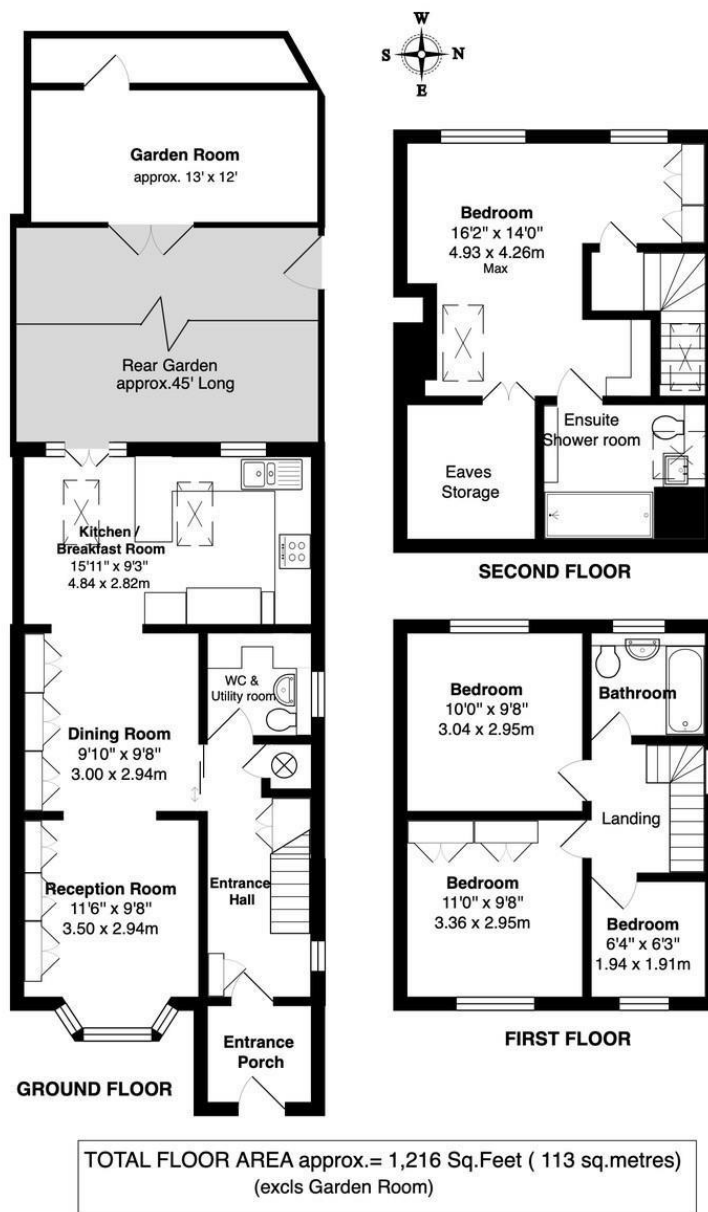 W
S N
E
Garden Room
approx. 13' x 12'
Rear Garden
approx.45' Long
Kitchen /
Breakfast Room
15'11" x 9'3"
4.84 x 2.82m
WC &
Utility room
Dining Room
9'10" x 9'8"
3.00 x 2.94m
Reception Room
11'6" x 9'8"
3.50 x 2.94m
Entrance
Hall
Entrance
Porch
GROUND FLOOR
Bedroom
16'2" x 14'0"
4.93 x 4.26m
Max
Ensuite
Shower room
Eaves
Storage
SECOND FLOOR
Bedroom
10'0" x 9'8"
3.04 x 2.95m
Bathroom
Landing
Bedroom
11'0" x 9'8"
3.36 x 2.95m
Bedroom
6'4" x 6'3"
1.94 x 1.91m
FIRST FLOOR
TOTAL FLOOR AREA approx.= 1,216 Sq.Feet ( 113 sq.metres)
(excls Garden Room)